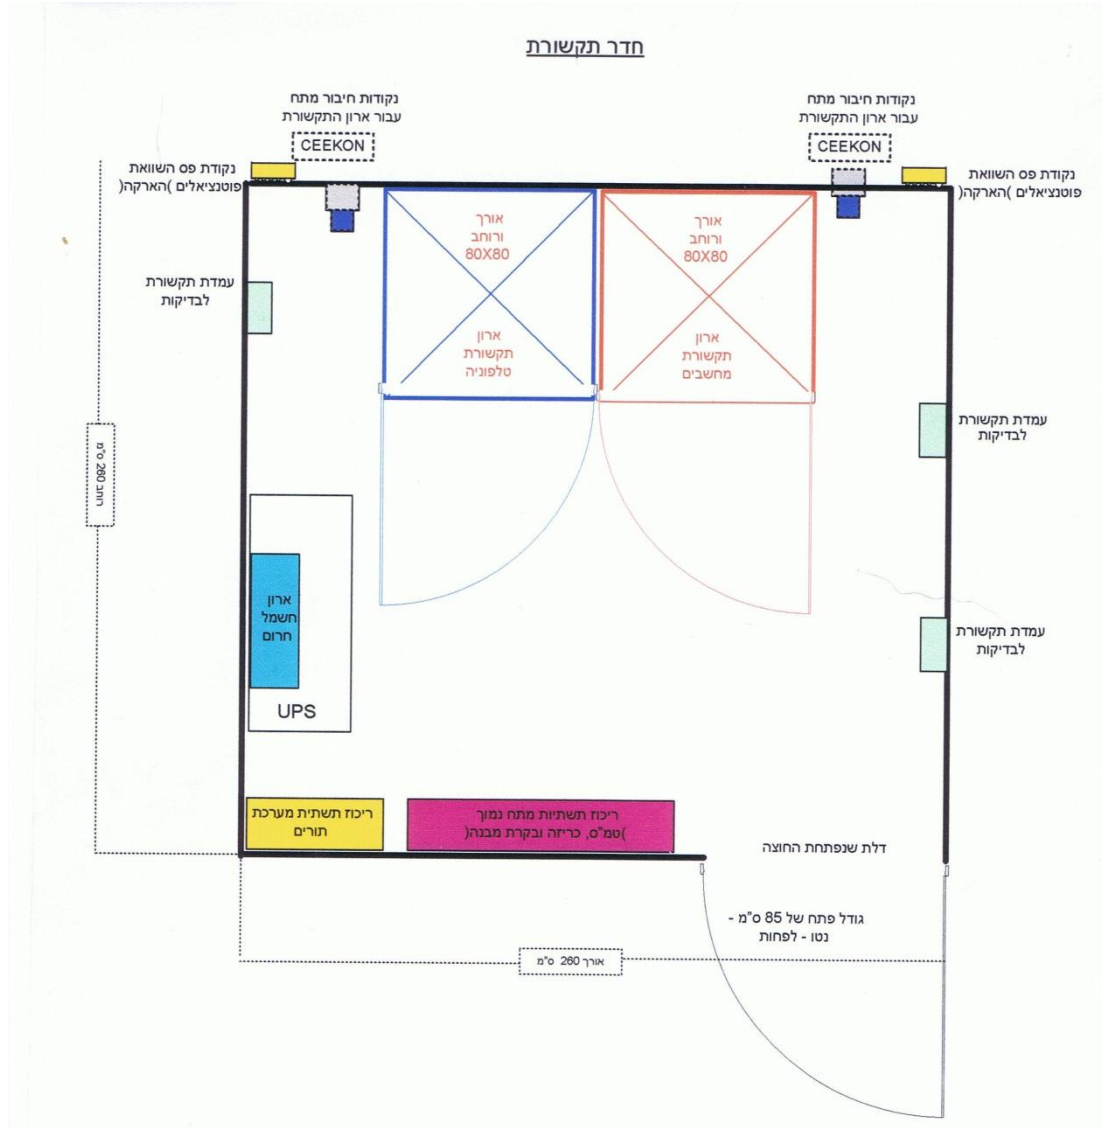 חדר תקשורת
נקודות חיבור מתח
עבור ארון התקשורת
CEEKON
נקודות חיבור מתח
עבור ארון התקשורת
CEEKON
נקודת פס השוואת
פוטנציאלים )הארקה(
נקודת פס השוואת
פוטנציאלים )הארקה(
אורך
ורוחב
80X80
ארון
תקשורת
מחשבים
אורך
ורוחב
80X80
ארון
תקשורת
טלפוניה
עמדת תקשורת
לבדיקות
עמדת תקשורת
לבדיקות
עמדת תקשורת
לבדיקות
רוחב 260 ס"מ
ארון
חשמל
חרום
UPS
ריכוז תשתיות מתח נמוך
)טמ"ס, כריזה ובקרת מבנה(
ריכוז תשתית מערכת
תורים
דלת שנפתחת החוצה
גודל פתח של 85 ס"מ -
נטו - לפחות
אורך 260 ס"מ